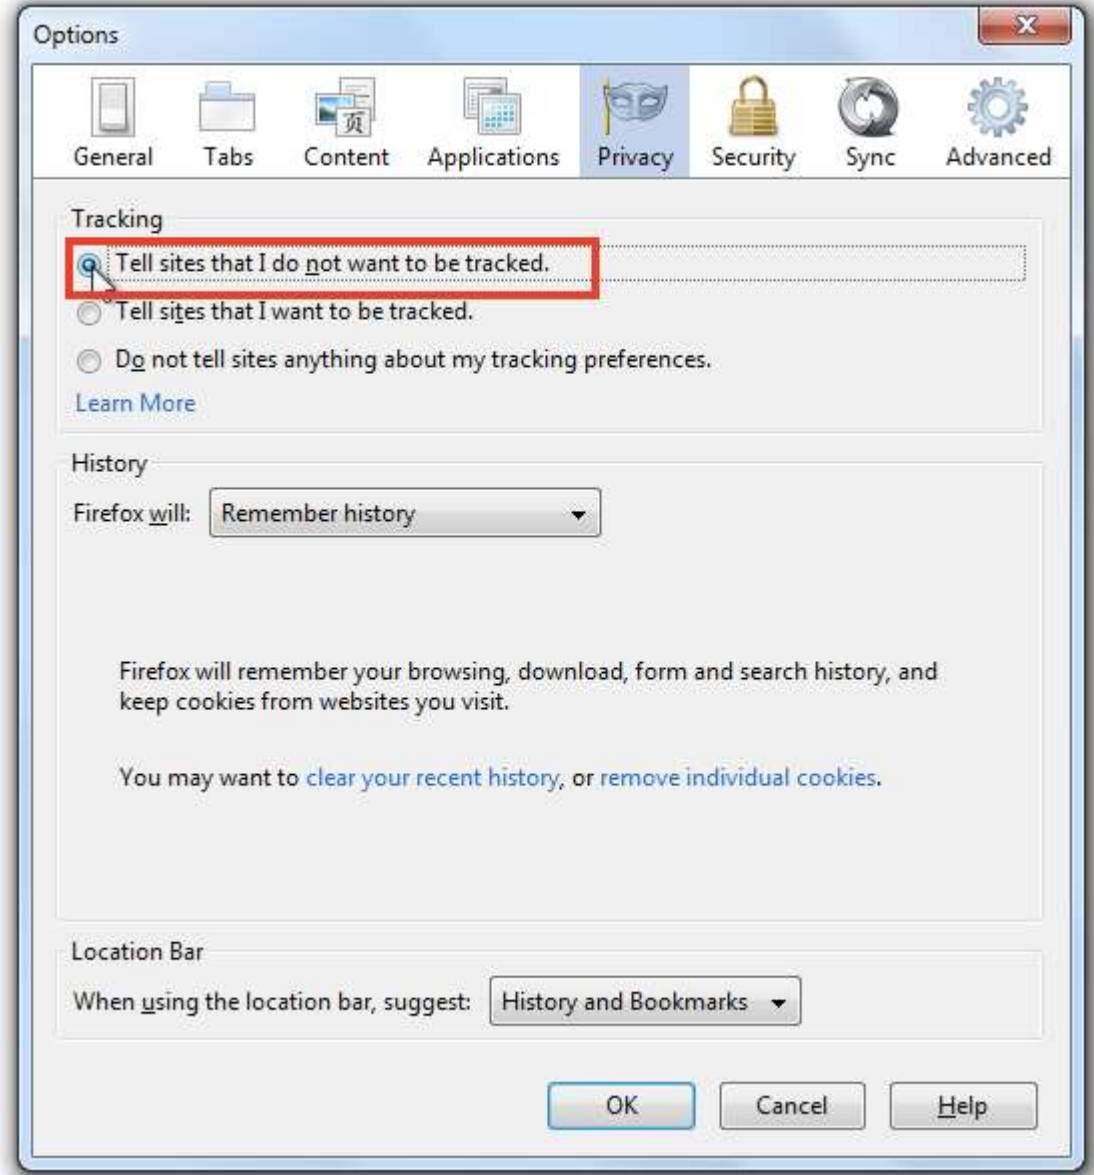 Options
General Tabs Content Applications Privacy Security Sync Advanced
页
Tracking
Tell sites that I do not want to be tracked.
Tell sites that I want to be tracked.
Do not tell sites anything about my tracking preferences.
Learn More
History
Firefox will: Remember history
Firefox will remember your browsing, download, form and search history, and
keep cookies from websites you visit.
You may want to clear your recent history, or remove individual cookies.
Location Bar
When using the location bar, suggest: History and Bookmarks
OK Cancel Help